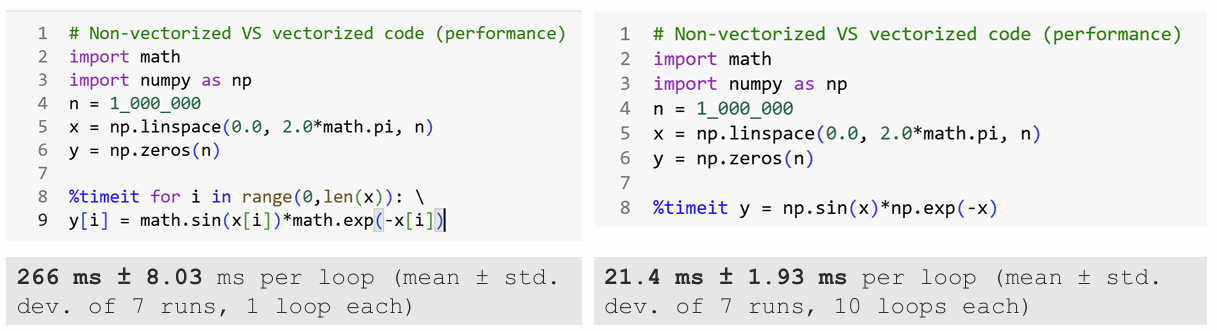 1 # Non-vectorized VS vectorized code (performance)
2 import math
3 import numpy as np
4 n = 1_000_000
5 x = np.linspace(0.0, 2.0*math.pi, n)
6 y = np.zeros(n)
7
8 %timeit for i in range(0,len(x)): \
9 y[i] = math.sin(x[i])*math.exp(-x[i])
266 ms ± 8.03 ms per loop (mean ± std.
dev. of 7 runs, 1 loop each)
1 # Non-vectorized VS vectorized code (performance)
2 import math
3 import numpy as np
4 n = 1_000_000
5 x = np.linspace(0.0, 2.0*math.pi, n)
6 y = np.zeros(n)
7
8 %timeit y = np.sin(x)*np.exp(-x)
21.4 ms ± 1.93 ms per loop (mean ± std.
dev. of 7 runs, 10 loops each)